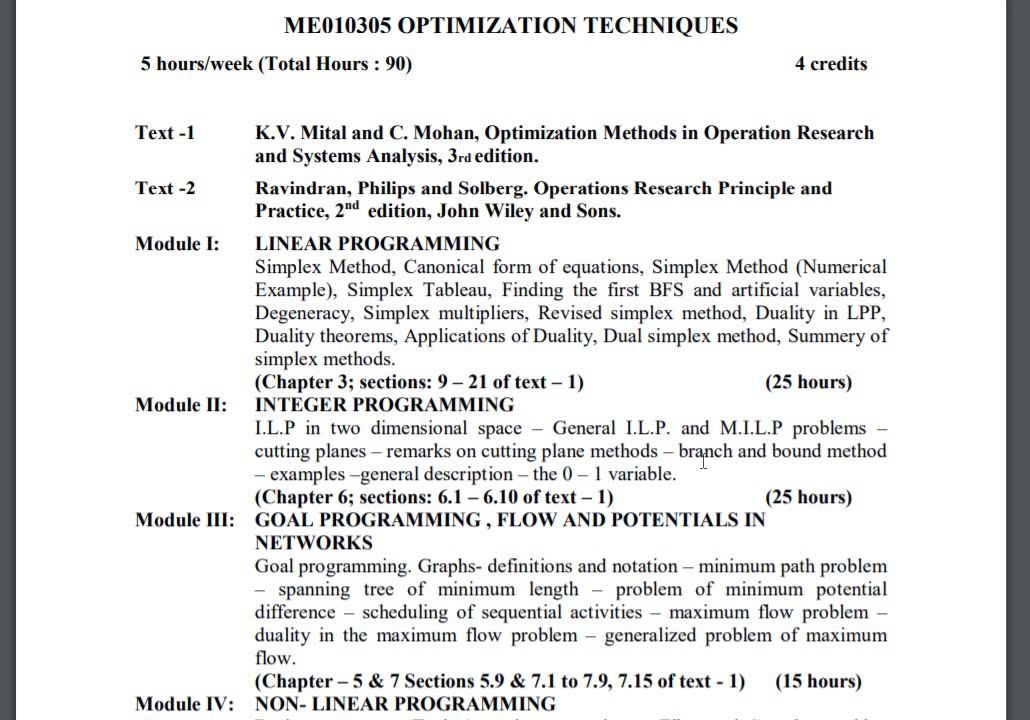 ME010305 OPTIMIZATION TECHNIQUES
5 hours/week (Total Hours : 90) 4 credits
Text -1 K.V. Mital and C. Mohan, Optimization Methods in Operation Research
and Systems Analysis, 3rd edition.
Text -2 Ravindran, Philips and Solberg. Operations Research Principle and
Practice, 2nd edition, John Wiley and Sons.
Module I: LINEAR PROGRAMMING
Simplex Method, Canonical form of equations, Simplex Method (Numerical
Example), Simplex Tableau, Finding the first BFS and artificial variables,
Degeneracy, Simplex multipliers, Revised simplex method, Duality in LPP,
Duality theorems, Applications of Duality, Dual simplex method, Summery of
simplex methods.
(Chapter 3; sections: 9 – 21 of text – 1) (25 hours)
Module II: INTEGER PROGRAMMING
I.L.P in two dimensional space – General I.L.P. and M.I.L.P problems –
cutting planes – remarks on cutting plane methods – branch and bound method
– examples –general description – the 0 – 1 variable.
(Chapter 6; sections: 6.1 – 6.10 of text – 1) (25 hours)
Module III: GOAL PROGRAMMING , FLOW AND POTENTIALS IN
NETWORKS
Goal programming. Graphs- definitions and notation – minimum path problem
– spanning tree of minimum length – problem of minimum potential
difference – scheduling of sequential activities – maximum flow problem –
duality in the maximum flow problem – generalized problem of maximum
flow.
(Chapter – 5 & 7 Sections 5.9 & 7.1 to 7.9, 7.15 of text - 1) (15 hours)
Module IV: NON- LINEAR PROGRAMMING